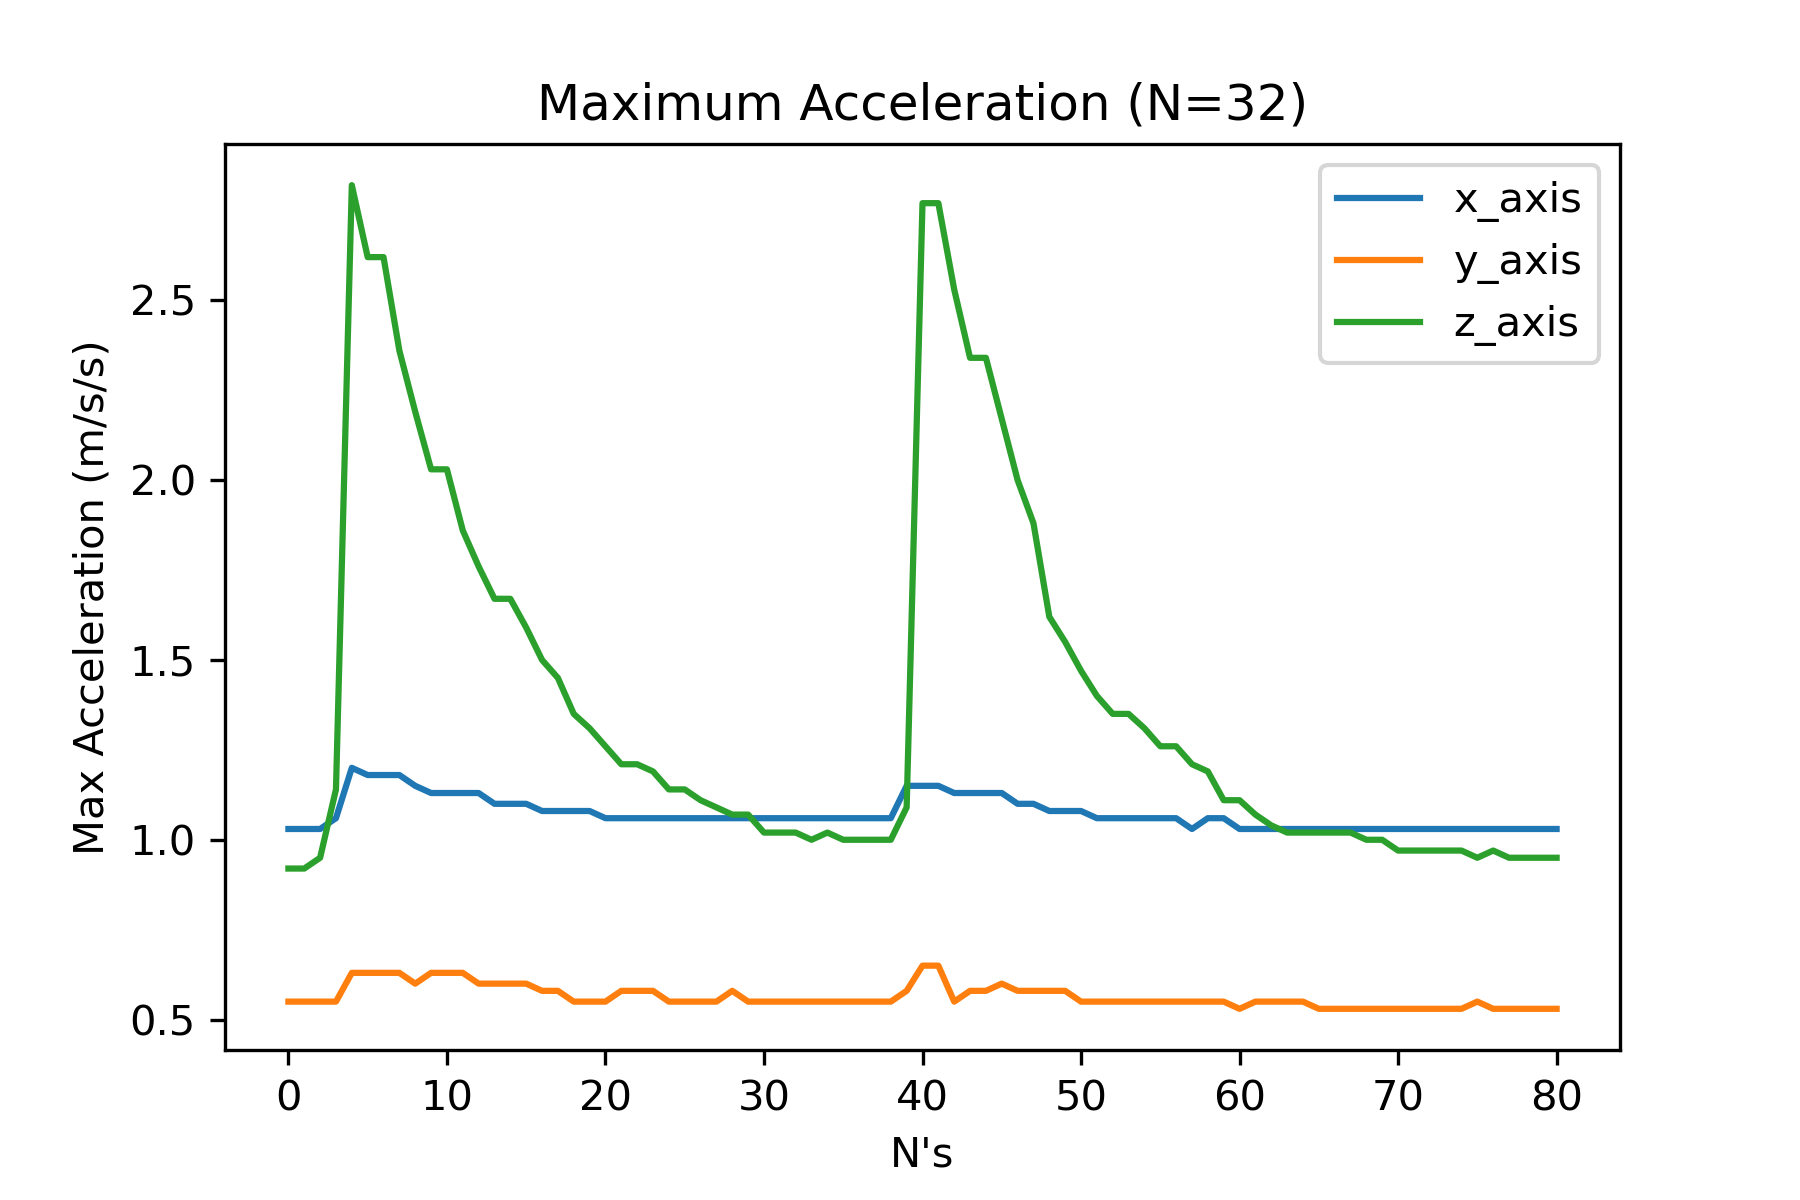 Maximum Acceleration (N=32)
x_axis
y_axis
z_axis
Max Acceleration (m/s/s)
2.5
2.0
1.5
1.0
0.5
0 10 20 30 40 50 60 70 80
N's